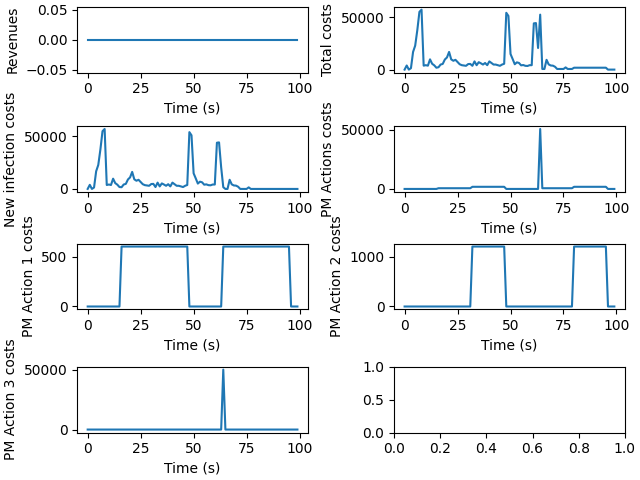 Revenues
0.05
0.00
−0.05
0 25 50 75 100
Time (s)
Total costs
50000
0
0 25 50 75 100
Time (s)
New infection costs
50000
0
0 25 50 75 100
Time (s)
PM Actions costs
50000
0
0 25 50 75 100
Time (s)
PM Action 1 costs
500
0
0 25 50 75 100
Time (s)
PM Action 2 costs
1000
0
0 25 50 75 100
Time (s)
PM Action 3 costs
50000
0
0 25 50 75 100
Time (s)
1.0
0.5
0.0
0.0 0.2 0.4 0.6 0.8 1.0